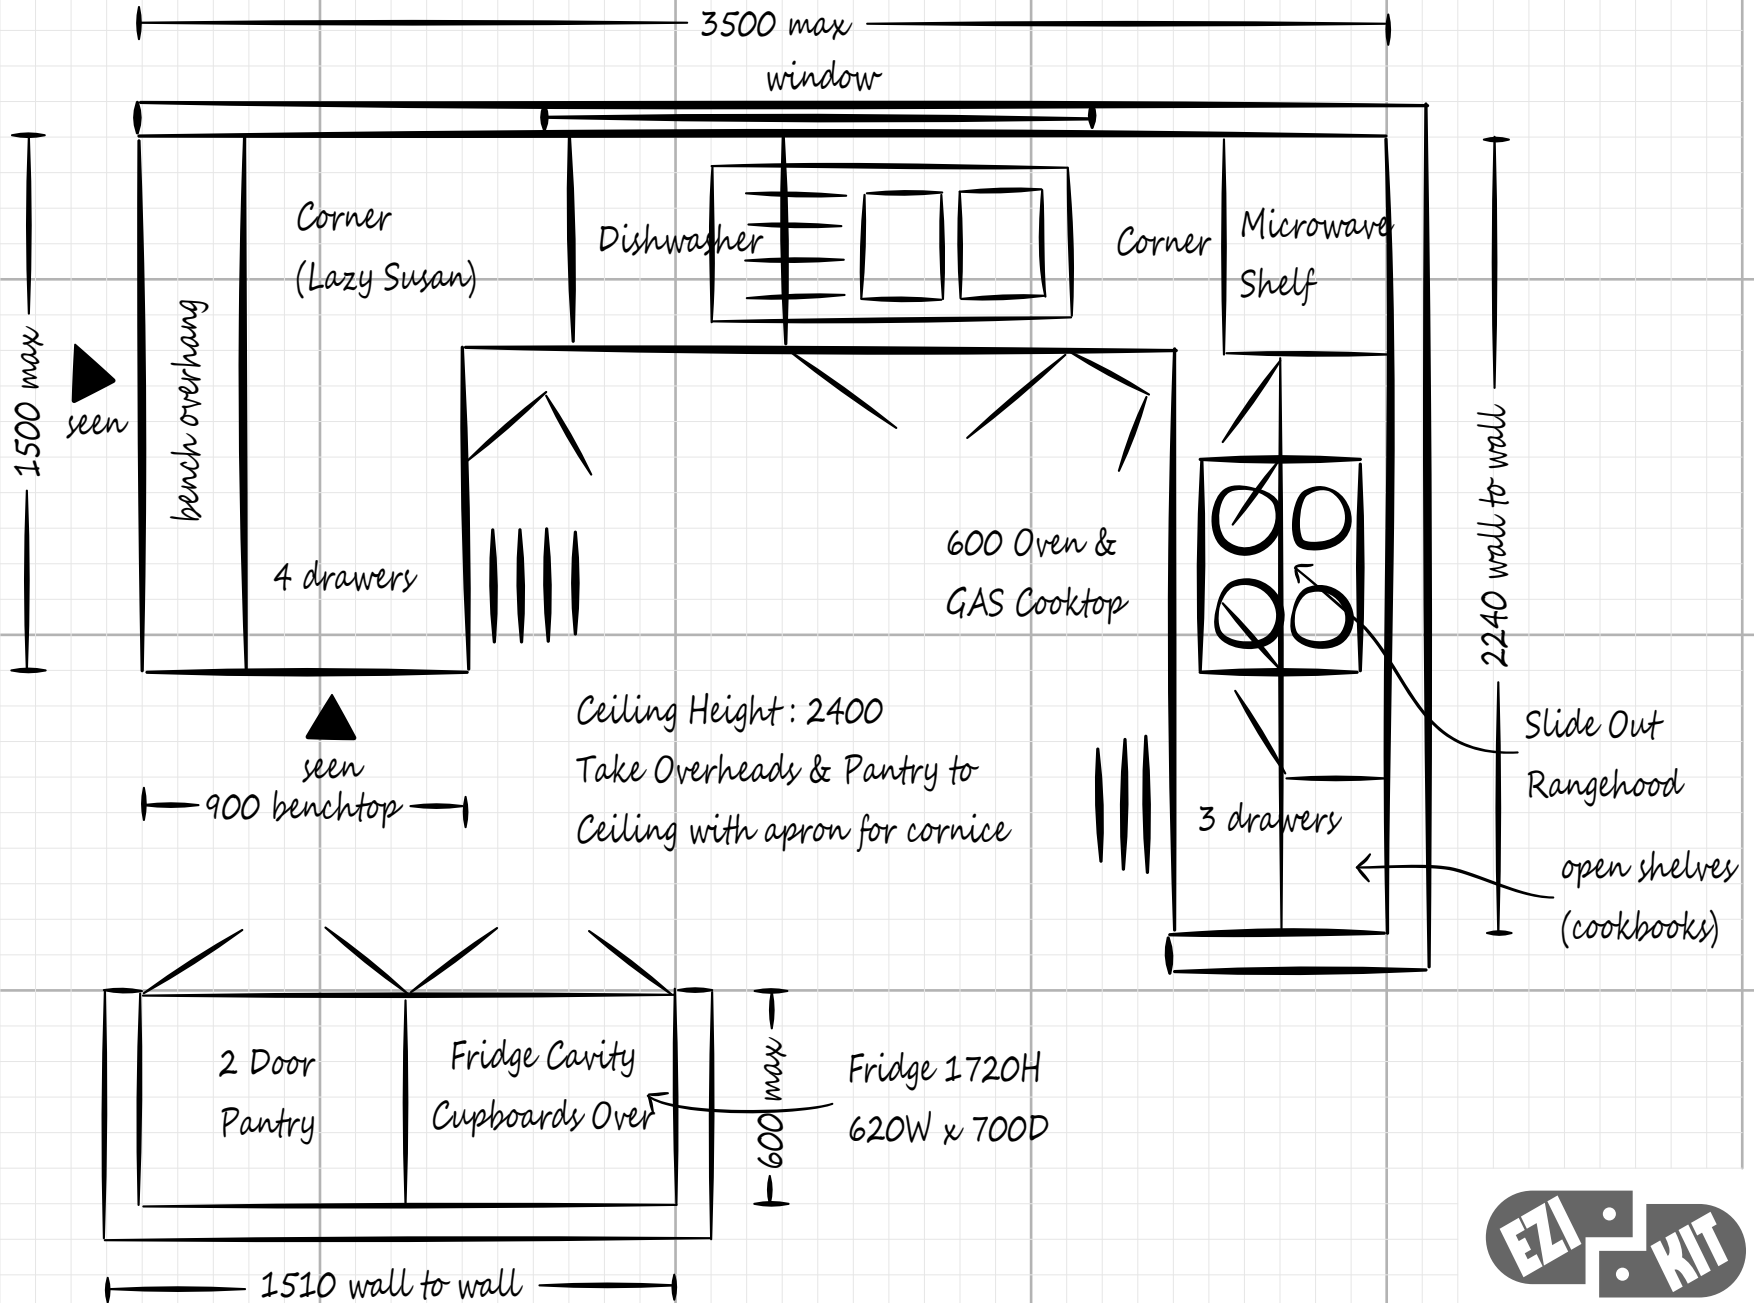 3500 max
window
Corner
(Lazy Susan)
Dishwasher
Corner
Microwave
Shelf
1500 max
seen
bench overhang
4 drawers
600 Oven &
GAS Cooktop
2240 wall to wall
seen
900 benchtop
Ceiling Height : 2400
Take Overheads & Pantry to
Ceiling with apron for cornice
3 drawers
Slide Out
Rangehood
open shelves
(cookbooks)
2 Door
Pantry
Fridge Cavity
Cupboards Over
600 max
Fridge 1720H
620W x 700D
1510 wall to wall
EZI
KIT